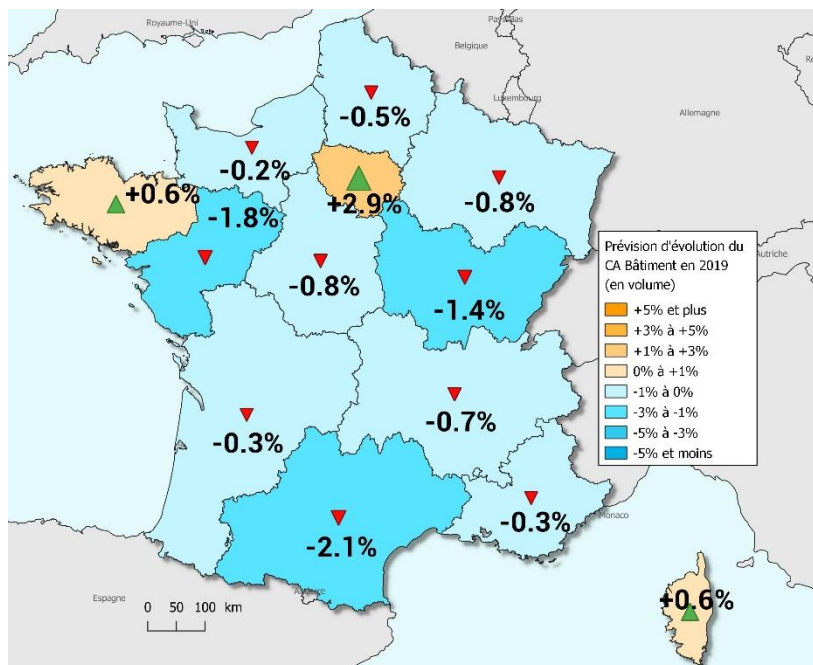 Royaume-Uni
Pays-Bas
Belgique
Luxembourg
Allemagne
-0.5%
-0.2%
+0.6%
+2.9%
-0.8%
-1.8%
-0.8%
-1.4%
Prévision d'évolution du
CA Bâtiment en 2019
(en volume)
+5% et plus
+3% à +5%
+1% à +3%
0% à +1%
-1% à 0%
-3% à -1%
-5% à -3%
-5% et moins
Autriche
-0.7%
-0.3%
-0.3%
Monaco
-2.1%
Espagne
0 50 100 km
+0.6%